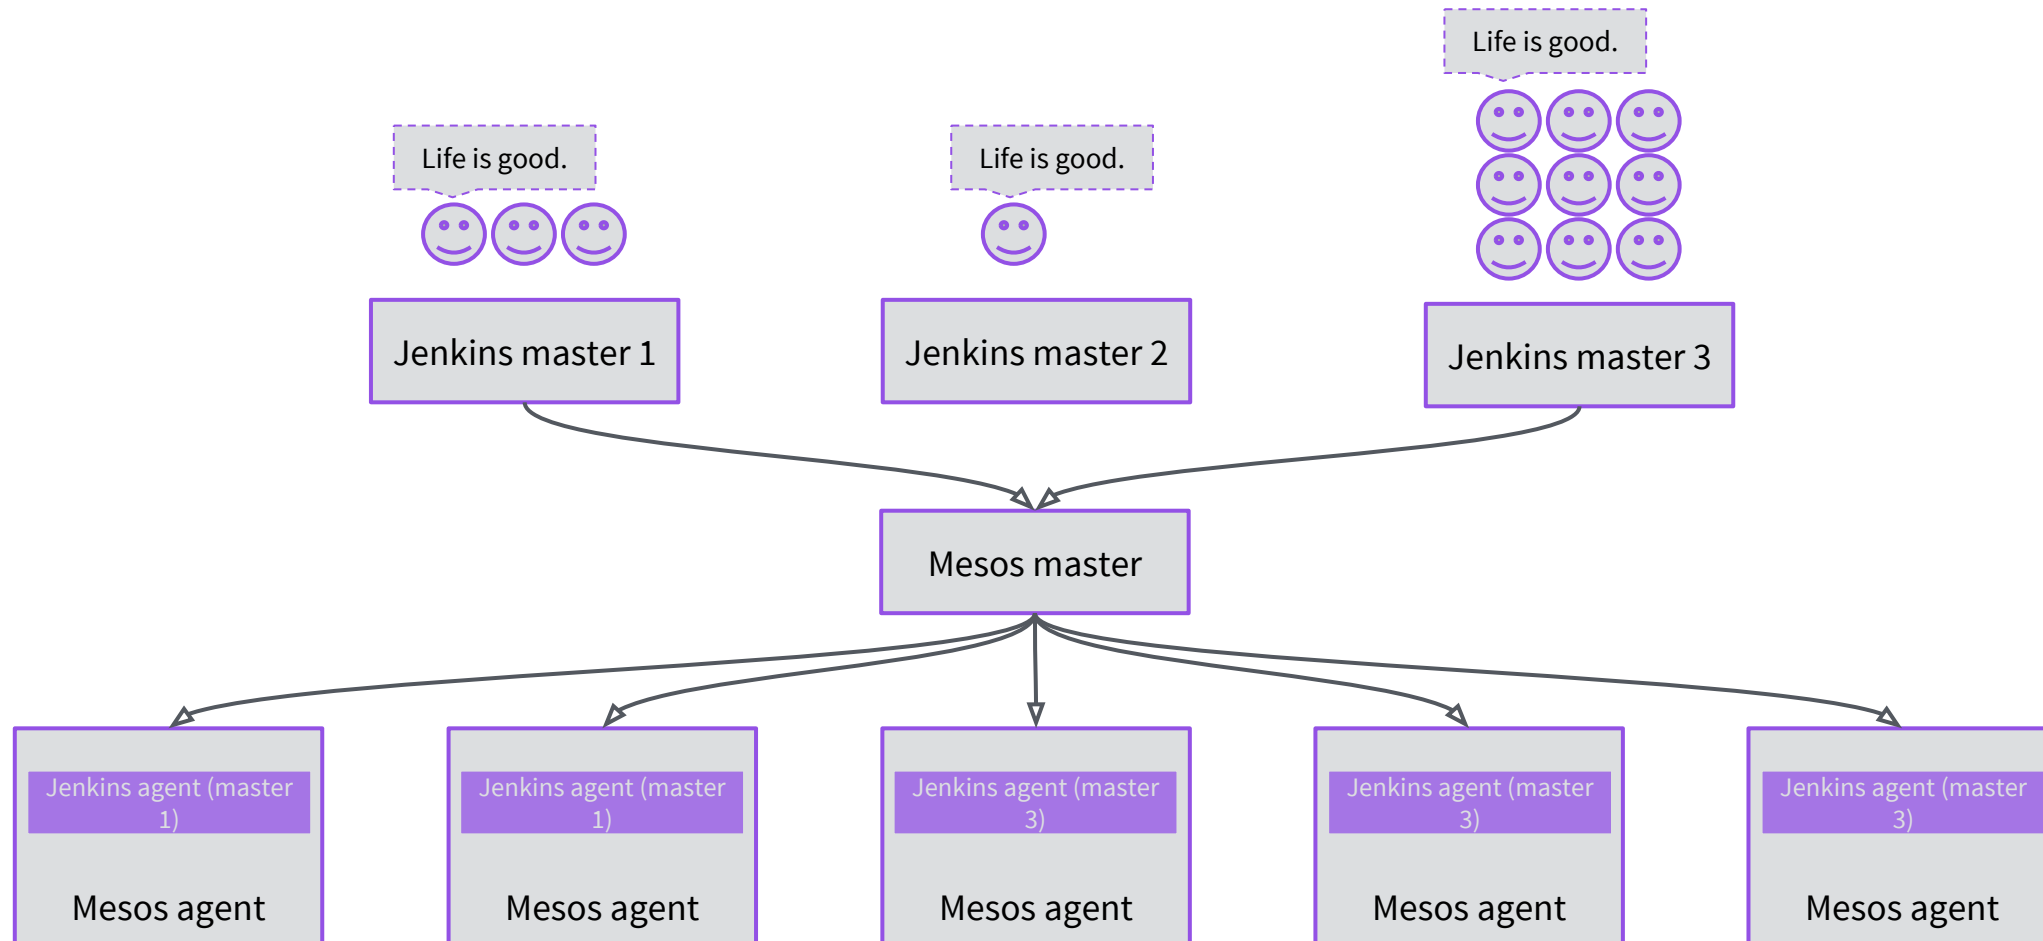 Life is good.
Life is good.
Life is good.
Jenkins master 1
Jenkins master 2
Jenkins master 3
Mesos master
Jenkins agent (master
1)
Mesos agent
Jenkins agent (master
1)
Mesos agent
Jenkins agent (master
3)
Mesos agent
Jenkins agent (master
3)
Mesos agent
Jenkins agent (master
3)
Mesos agent